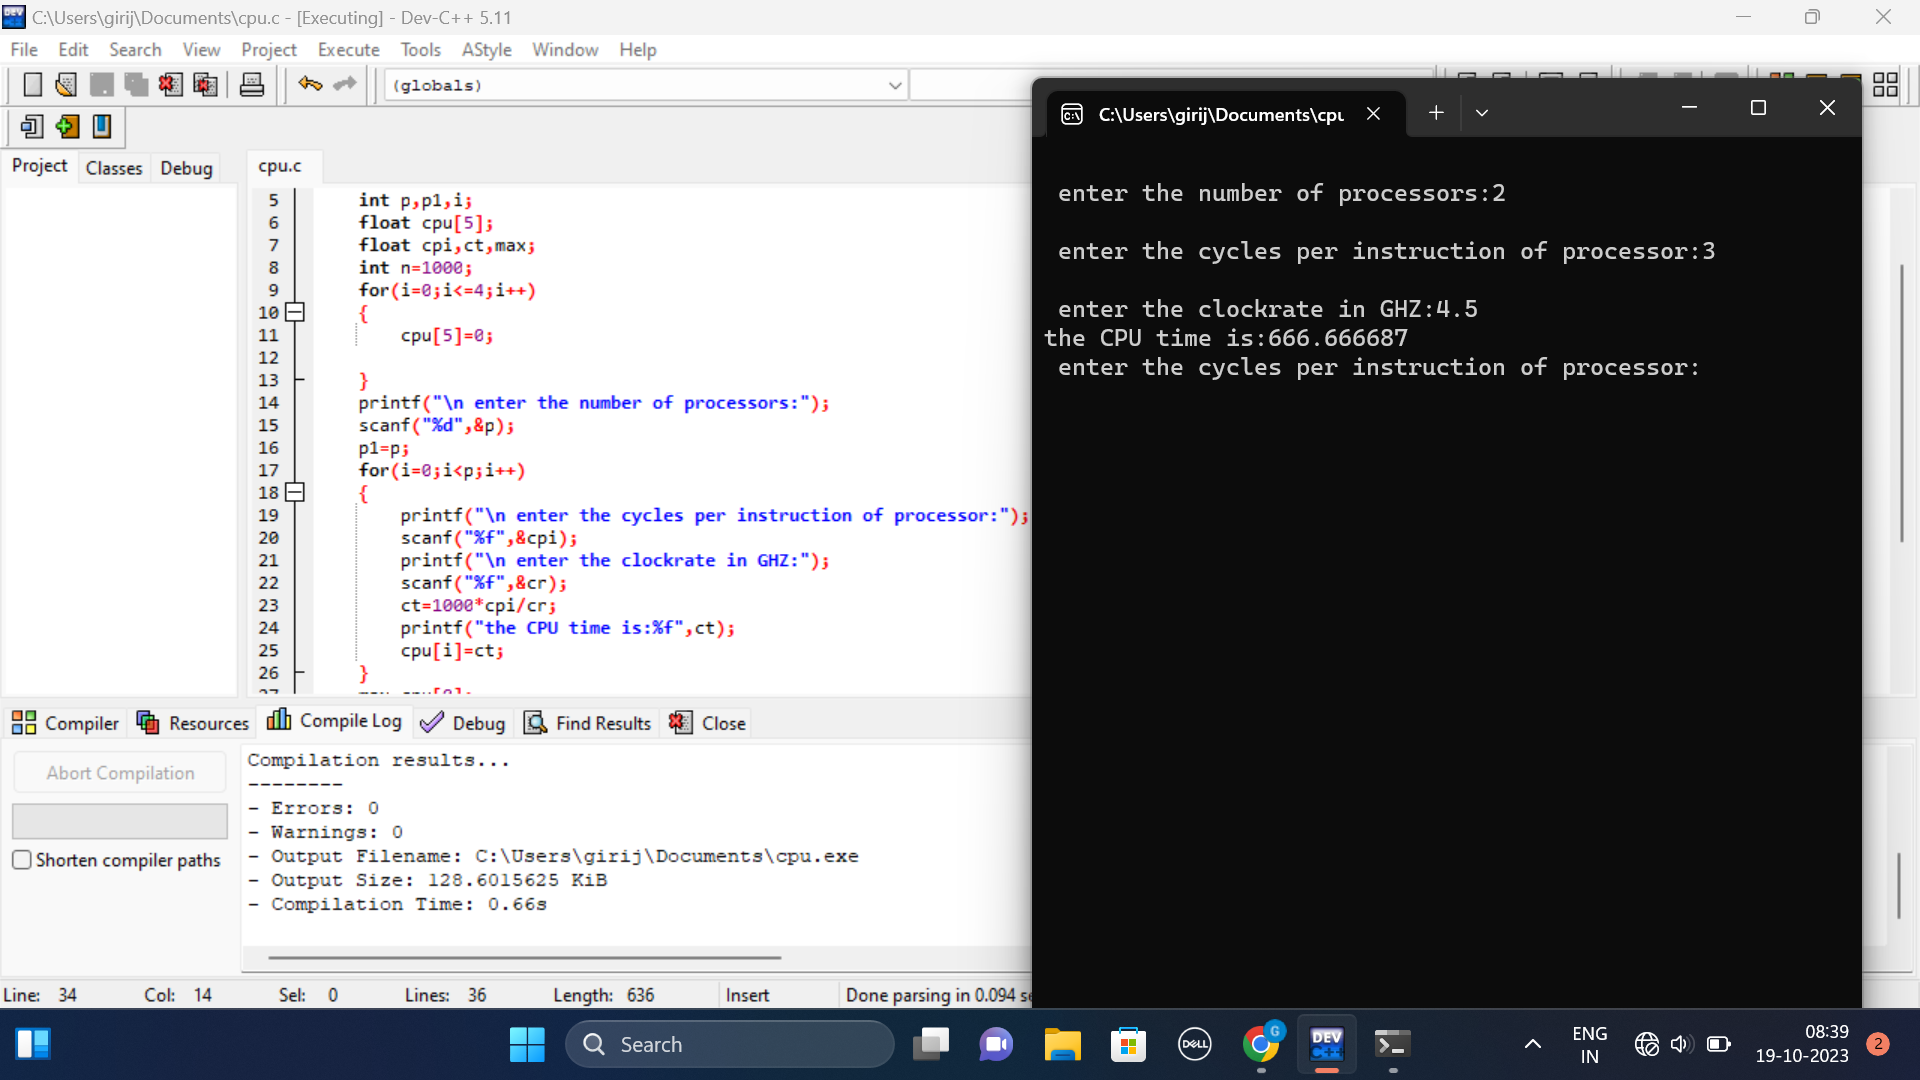 C:\Users\girij\Documents\cpu.c - [Executing] - Dev-C++ 5.11
File Edit Search View Project Execute Tools AStyle Window Help
(globals)
Project Classes Debug
cpu.c
5 int p,p1,i;
6 float cpu[5];
7 float cpi,ct,max;
8 int n=1000;
9 for(i=0;i<=4;i++)
10 {
11 cpu[5]=0;
12
13 }
14 printf("\n enter the number of processors:");
15 scanf("%d",&p);
16 p1=p;
17 for(i=0;i<p;i++)
18 {
19 printf("\n enter the cycles per instruction of processor:");
20 scanf("%f",&cpi);
21 printf("\n enter the clockrate in GHZ:");
22 scanf("%f",&cr);
23 ct=1000*cpi/cr;
24 printf("the CPU time is:%f",ct);
25 cpu[i]=ct;
26 }
C:\Users\girij\Documents\cpu
enter the number of processors:2
enter the cycles per instruction of processor:3
enter the clockrate in GHZ:4.5
the CPU time is:666.666687
enter the cycles per instruction of processor:
Compiler Resources Compile Log Debug Find Results Close
Abort Compilation
Shorten compiler paths
Compilation results...
--------
- Errors: 0
- Warnings: 0
- Output Filename: C:\Users\girij\Documents\cpu.exe
- Output Size: 128.6015625 KiB
- Compilation Time: 0.66s
Line: 34 Col: 14 Sel: 0 Lines: 36 Length: 636 Insert Done parsing in 0.094 se
Search
DELL
G
DEV C++
ENG
IN
08:39
19-10-2023
2